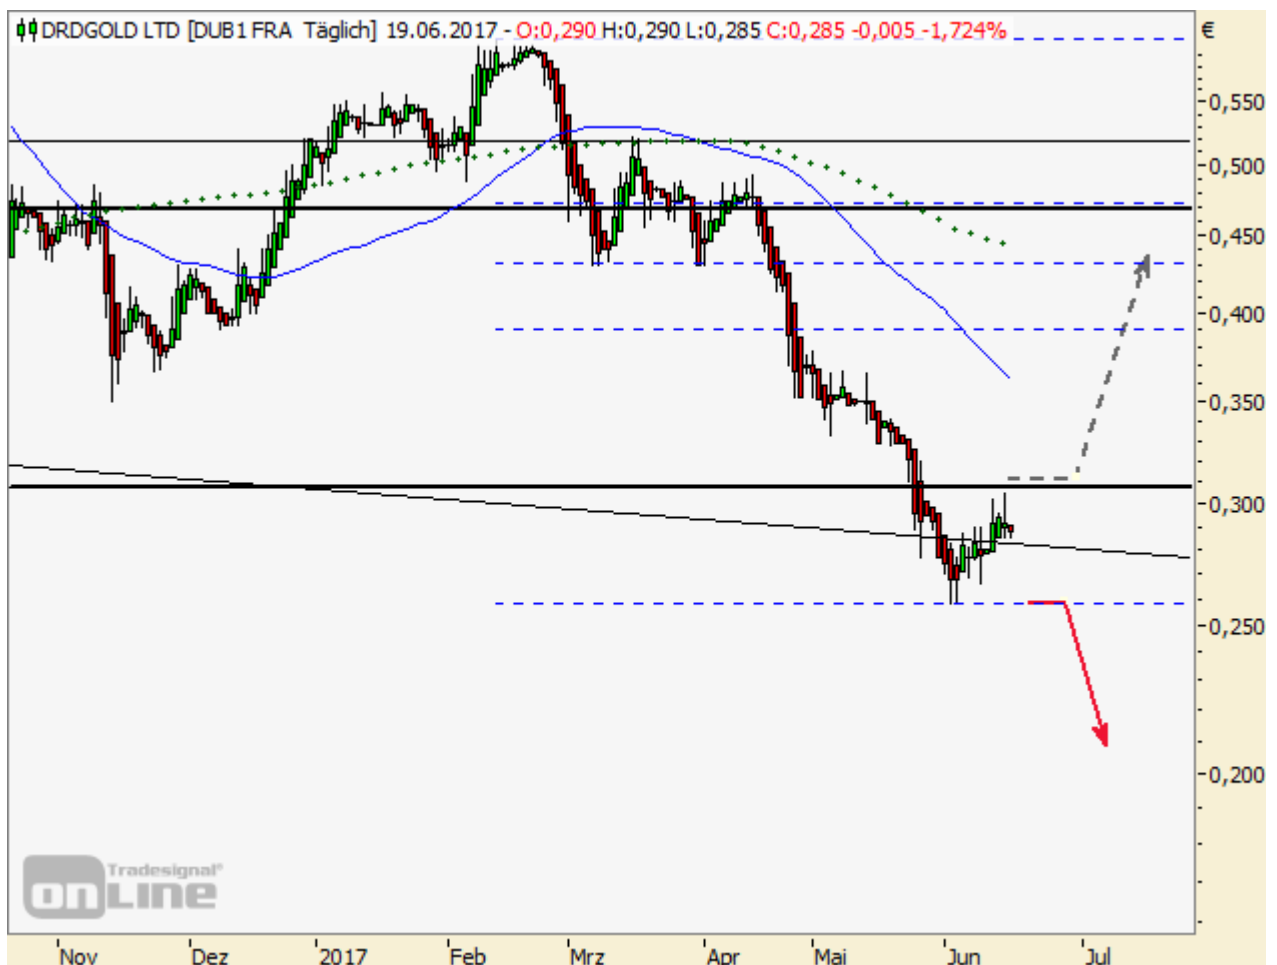 DRDGOLD LTD [DUB1 FRA Täglich] 19.06.2017 - O:0,290 H:0,290 L:0,285 C:0,285 -0,005 -1,724%
€
0,550
0,500
0,450
0,400
0,350
0,300
0,250
0,200
Tradesignal®
onLine
Nov Dez 2017 Feb Mrz Apr Mai Jun Jul